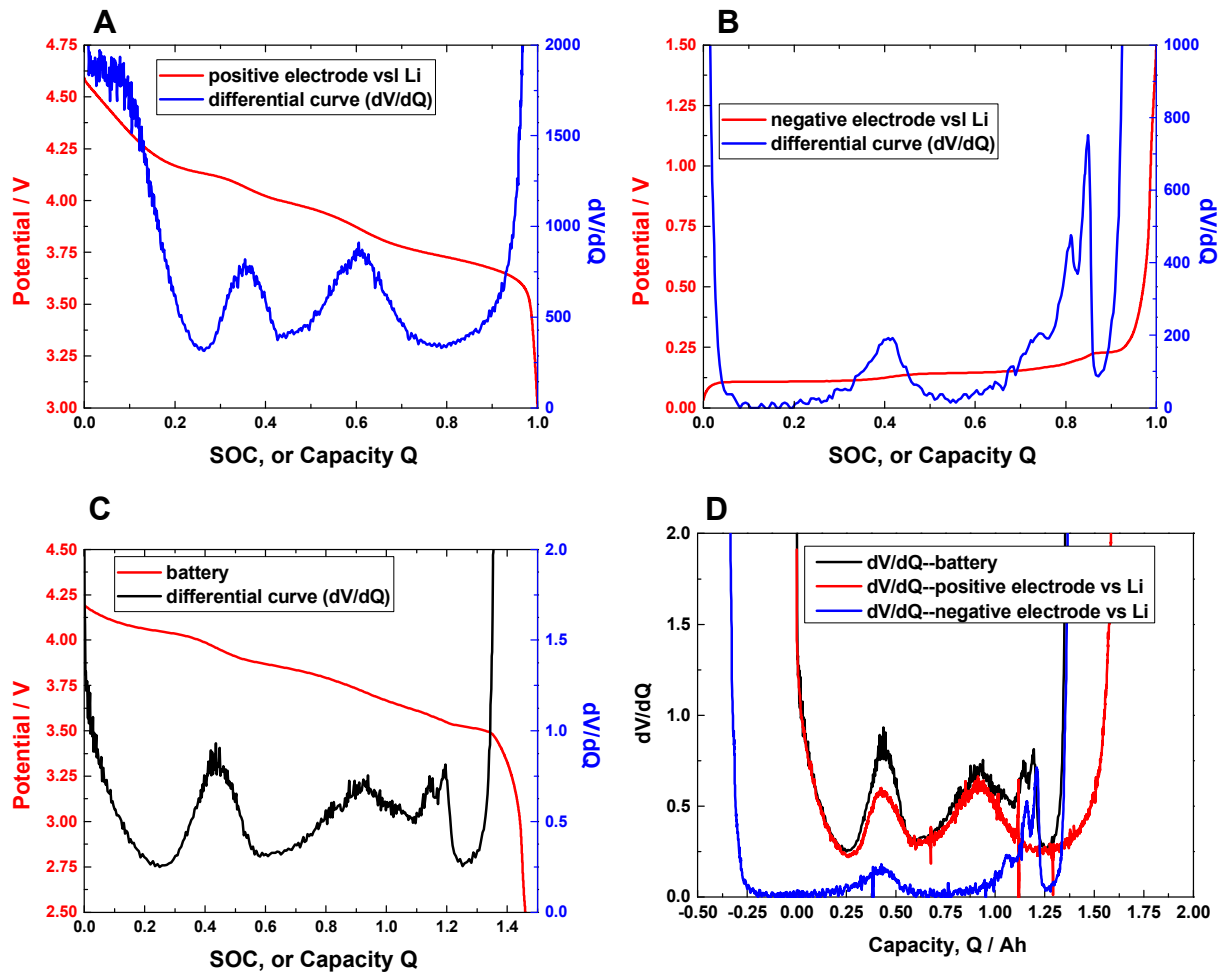 A
Potential / V
4.75
4.50
4.25
4.00
3.75
3.50
3.25
3.00
positive electrode vsl Li
differential curve (dV/dQ)
2000
1500
1000
500
0
dV/dQ
0.0 0.2 0.4 0.6 0.8 1.0
SOC, or Capacity Q
B
Potential / V
1.50
1.25
1.00
0.75
0.50
0.25
0.00
negative electrode vsl Li
differential curve (dV/dQ)
1000
900
800
700
600
500
400
300
200
100
0
dV/dQ
0.0 0.2 0.4 0.6 0.8 1.0
SOC, or Capacity Q
C
Potential / V
4.50
4.25
4.00
3.75
3.50
3.25
3.00
2.75
2.50
battery
differential curve (dV/dQ)
2.0
1.5
1.0
0.5
0.0
dV/dQ
0.0 0.2 0.4 0.6 0.8 1.0 1.2 1.4
SOC, or Capacity Q
D
dV/dQ
2.0
1.5
1.0
0.5
0.0
dV/dQ--battery
dV/dQ--positive electrode vs Li
dV/dQ--negative electrode vs Li
-0.50 -0.25 0.00 0.25 0.50 0.75 1.00 1.25 1.50 1.75 2.00
Capacity, Q / Ah